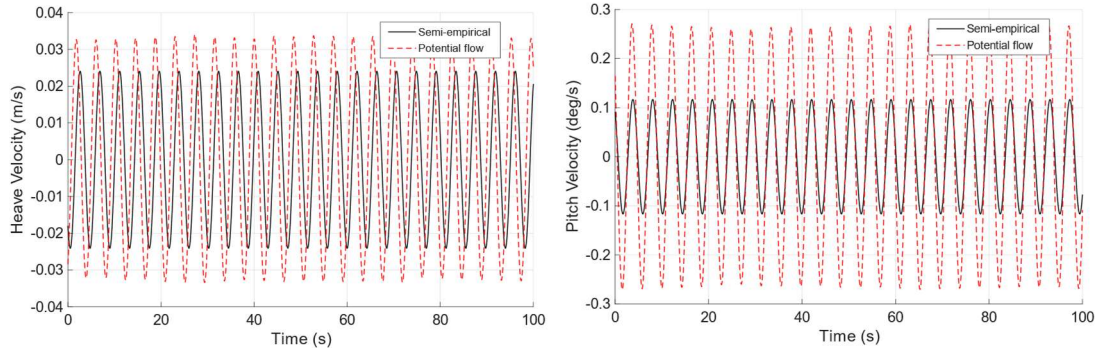 0.04
0.03
0.02
0.01
0
-0.01
-0.02
-0.03
-0.04
Heave Velocity (m/s)
Semi-empirical
Potential flow
0 20 40 60 80 100
Time (s)
0.3
0.2
0.1
0
-0.1
-0.2
-0.3
Pitch Velocity (deg/s)
Semi-empirical
Potential flow
0 20 40 60 80 100
Time (s)